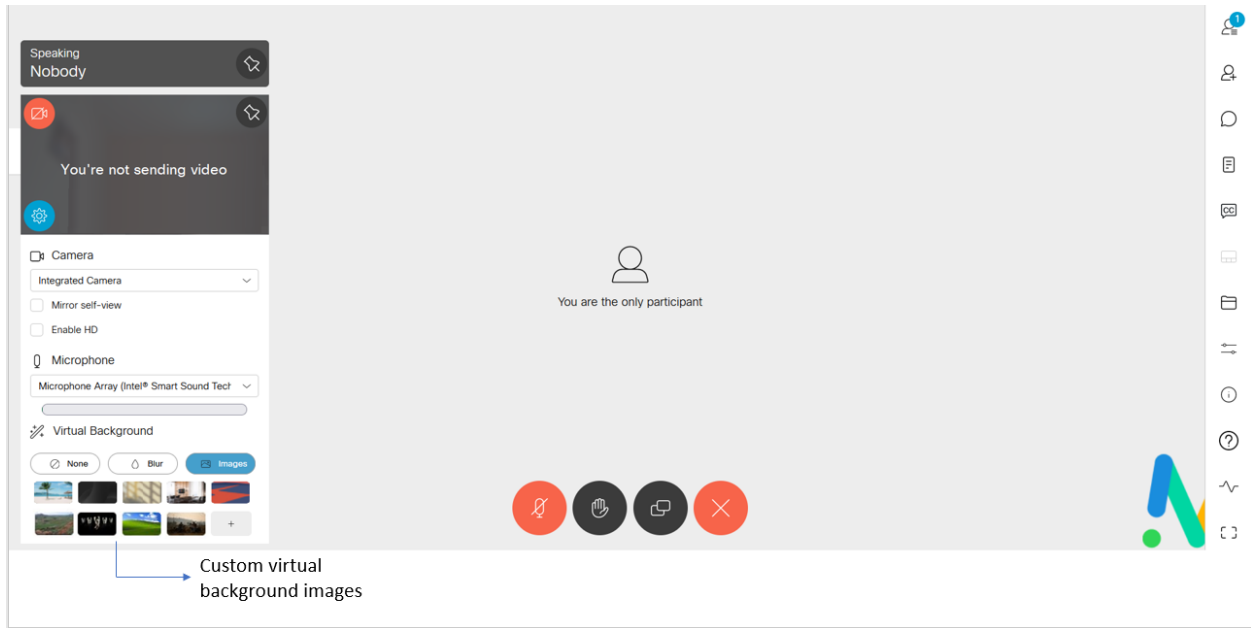 Speaking
Nobody
You're not sending video
Camera
Integrated Camera
Mirror self-view
Enable HD
Microphone
Microphone Array (Intel® Smart Sound Tech
Virtual Background
None
Blur
Images
You are the only participant
1
CC
Custom virtual
background images